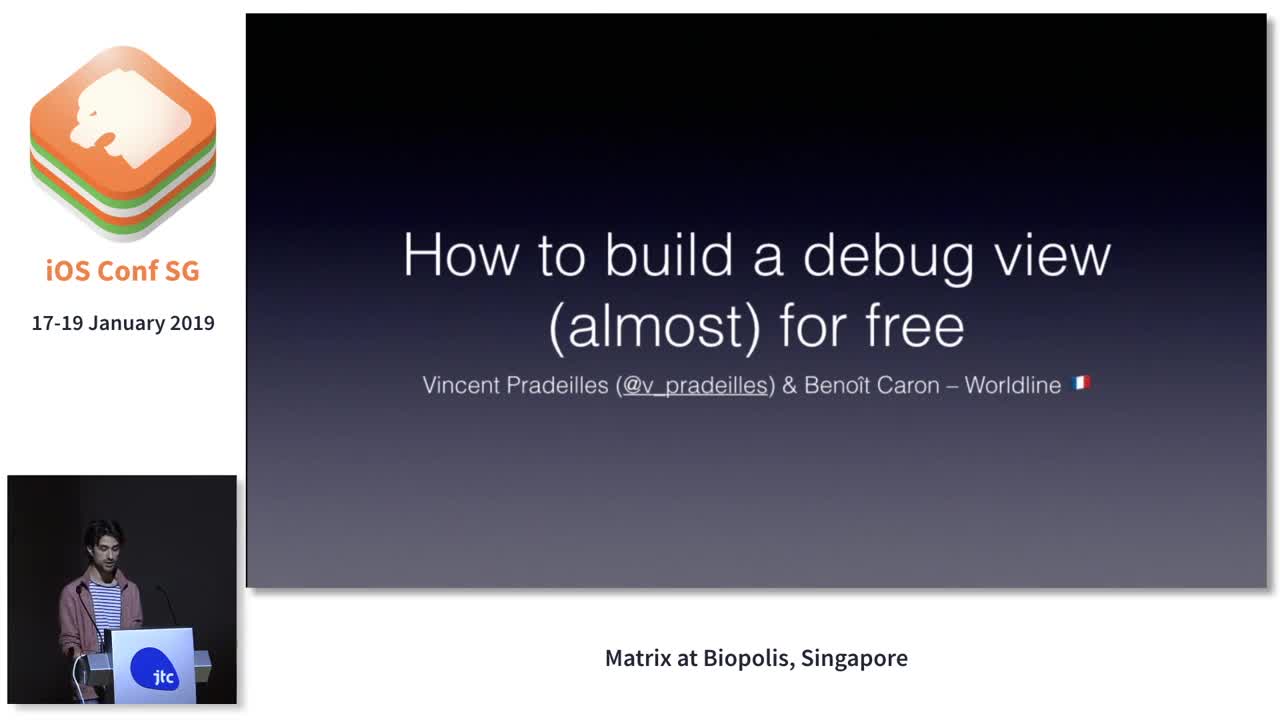 iOS Conf SG
17-19 January 2019
How to build a debug view
(almost) for free
Vincent Pradeilles (@v_pradeilles) & Benoît Caron – Worldline 🇫🇷
jtc
Matrix at Biopolis, Singapore